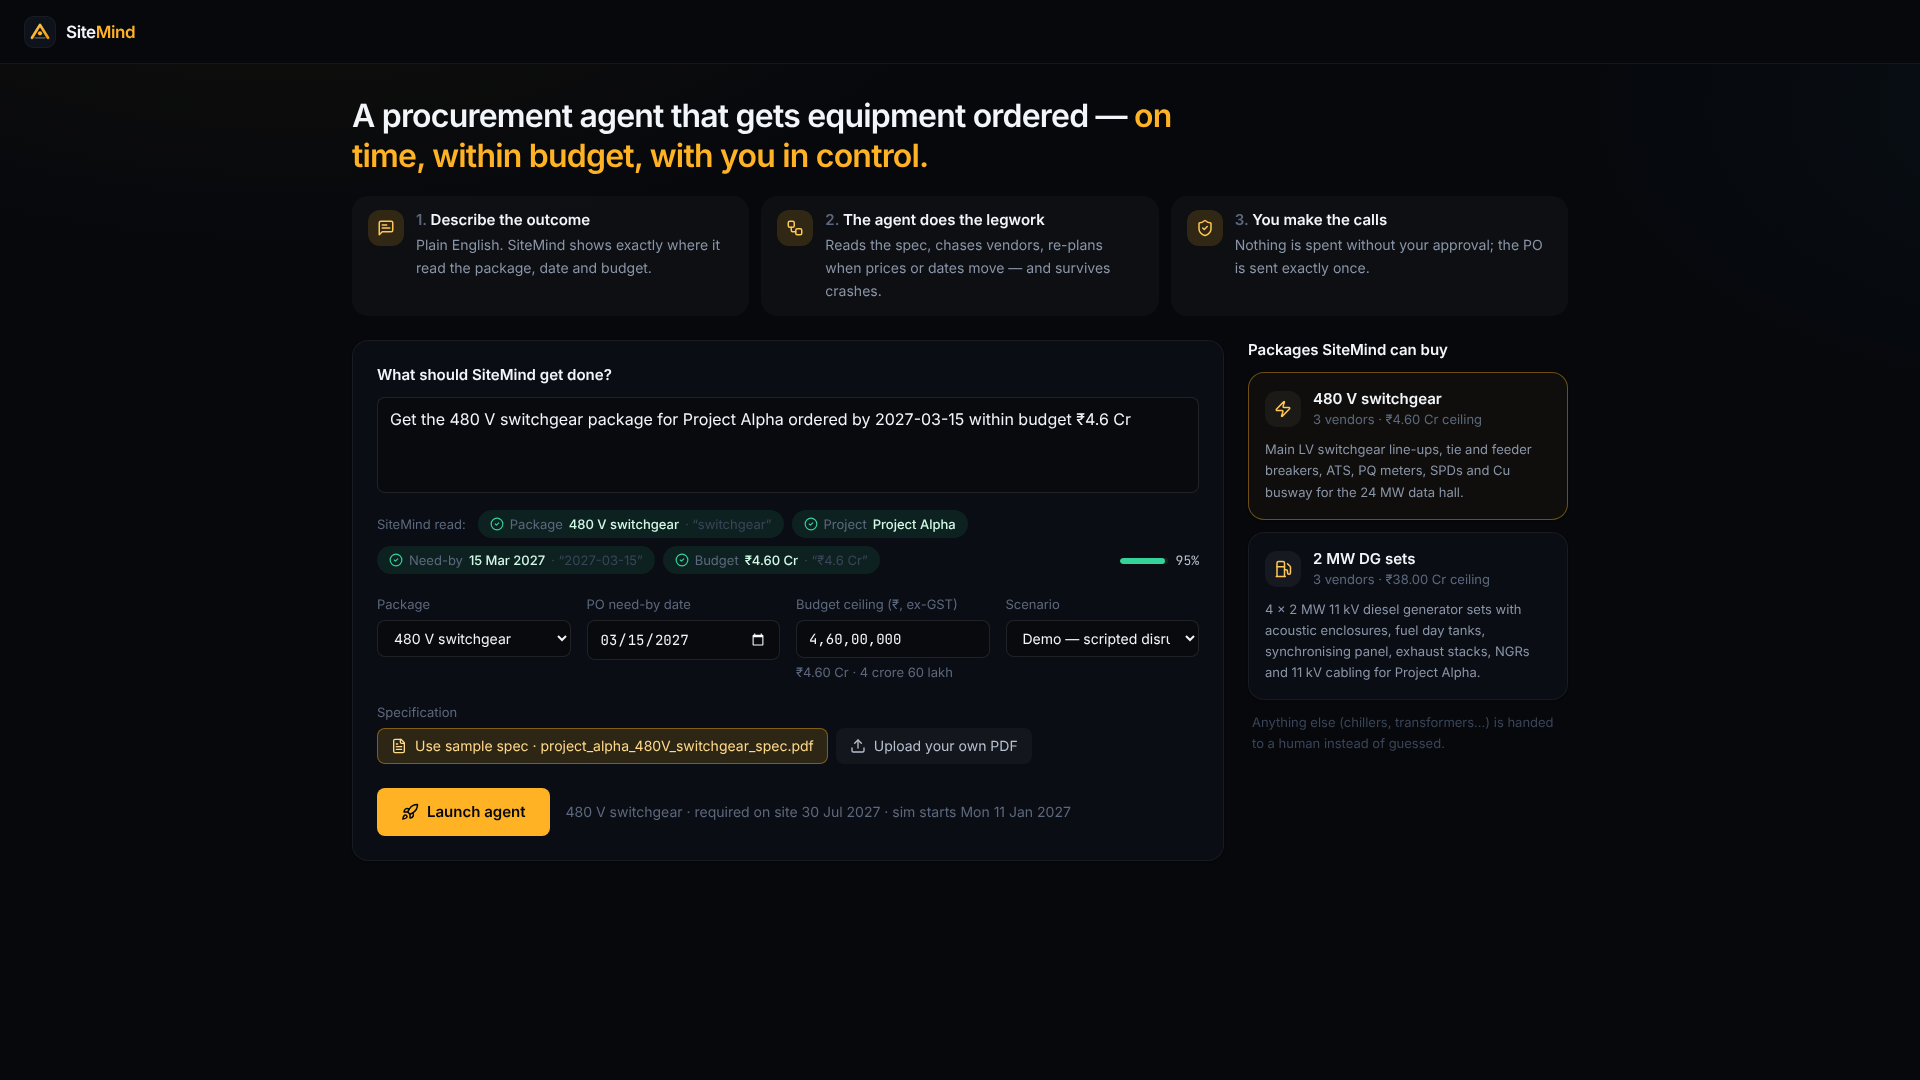 SiteMind
A procurement agent that gets equipment ordered — on
time, within budget, with you in control.
1. Describe the outcome
Plain English. SiteMind shows exactly where it
read the package, date and budget.
2. The agent does the legwork
Reads the spec, chases vendors, re-plans
when prices or dates move — and survives
crashes.
3. You make the calls
Nothing is spent without your approval; the PO
is sent exactly once.
What should SiteMind get done?
Get the 480 V switchgear package for Project Alpha ordered by 2027-03-15 within budget ₹4.6 Cr
SiteMind read: Package 480 V switchgear · “switchgear” Project Project Alpha
Need-by 15 Mar 2027 · “2027-03-15” Budget ₹4.60 Cr · “₹4.6 Cr” 95%
Package PO need-by date Budget ceiling (₹, ex-GST) Scenario
480 V switchgear 03/15/2027 4,60,00,000 Demo — scripted disru
₹4.60 Cr · 4 crore 60 lakh
Specification
Use sample spec · project_alpha_480V_switchgear_spec.pdf Upload your own PDF
Launch agent 480 V switchgear · required on site 30 Jul 2027 · sim starts Mon 11 Jan 2027
Packages SiteMind can buy
480 V switchgear
3 vendors · ₹4.60 Cr ceiling
Main LV switchgear line-ups, tie and feeder
breakers, ATS, PQ meters, SPDs and Cu
busway for the 24 MW data hall.
2 MW DG sets
3 vendors · ₹38.00 Cr ceiling
4 × 2 MW 11 kV diesel generator sets with
acoustic enclosures, fuel day tanks,
synchronising panel, exhaust stacks, NGRs
and 11 kV cabling for Project Alpha.
Anything else (chillers, transformers…) is handed
to a human instead of guessed.